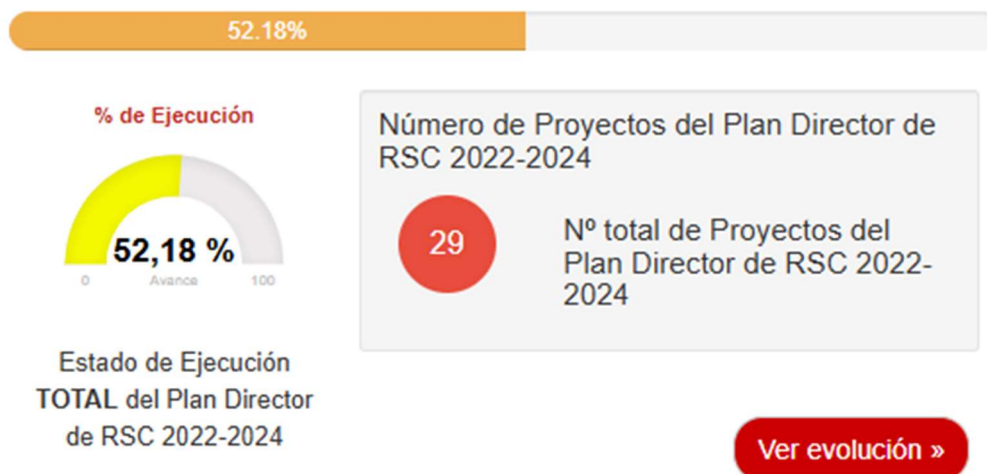 52.18%
% de Ejecución
52,18 %
0 Avance 100
Estado de Ejecución
TOTAL del Plan Director
de RSC 2022-2024
Número de Proyectos del Plan Director de
RSC 2022-2024
29
Nº total de Proyectos del
Plan Director de RSC 2022-
2024
Ver evolución »